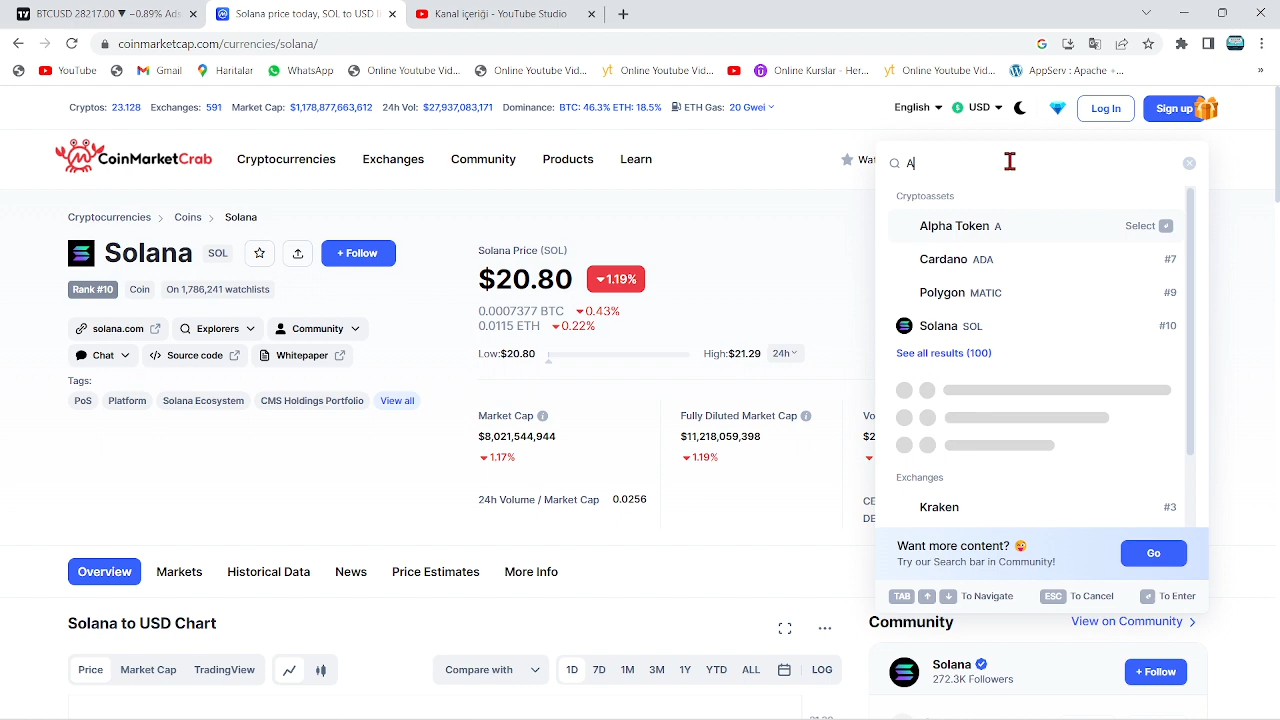 BTCUSD 28217.00 ▼ −0.89% Ads
Solana price today, SOL to USD li
Kanal içeriği - YouTube Studio
coinmarketcap.com/currencies/solana/
YouTube
Gmail
Haritalar
WhatsApp
Online Youtube Vid...
Online Youtube Vid...
Online Youtube Vid...
Online Kurslar - Her...
Online Youtube Vid...
AppServ : Apache +...
Cryptos: 23.128 Exchanges: 591 Market Cap: $1,178,877,663,612 24h Vol: $27,937,083,171 Dominance: BTC: 46.3% ETH: 18.5% ETH Gas: 20 Gwei
English
USD
Log In
Sign up
CoinMarketCrab
Cryptocurrencies
Exchanges
Community
Products
Learn
Wat
A
Cryptoassets
Alpha Token A Select
Cardano ADA #7
Polygon MATIC #9
Solana SOL #10
See all results (100)
Exchanges
Kraken #3
Want more content?
Try our Search bar in Community!
Go
TAB To Navigate ESC To Cancel To Enter
Cryptocurrencies > Coins > Solana
Solana SOL
+ Follow
Rank #10
Coin
On 1,786,241 watchlists
solana.com
Explorers
Community
Chat
Source code
Whitepaper
Tags:
PoS
Platform
Solana Ecosystem
CMS Holdings Portfolio
View all
Solana Price (SOL)
$20.80 1.19%
0.0007377 BTC 0.43%
0.0115 ETH 0.22%
Low:$20.80 High:$21.29 24h
Market Cap
$8,021,544,944
1.17%
24h Volume / Market Cap 0.0256
Fully Diluted Market Cap
$11,218,059,398
1.19%
Vo
$2
CE
DE
Overview
Markets
Historical Data
News
Price Estimates
More Info
Solana to USD Chart
Price
Market Cap
TradingView
Compare with
1D
7D
1M
3M
1Y
YTD
ALL
LOG
Community
View on Community >
Solana
272.3K Followers
+ Follow